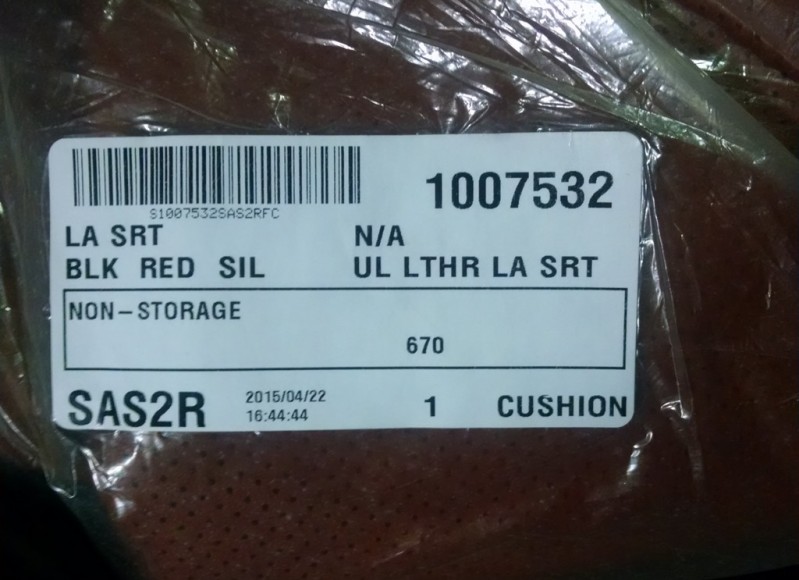 1007532
S1007532SAS2RFC
LA SRT N/A
BLK RED SIL UL LTHR LA SRT
NON-STORAGE
670
SAS2R 2015/04/22 1 CUSHION
16:44:44